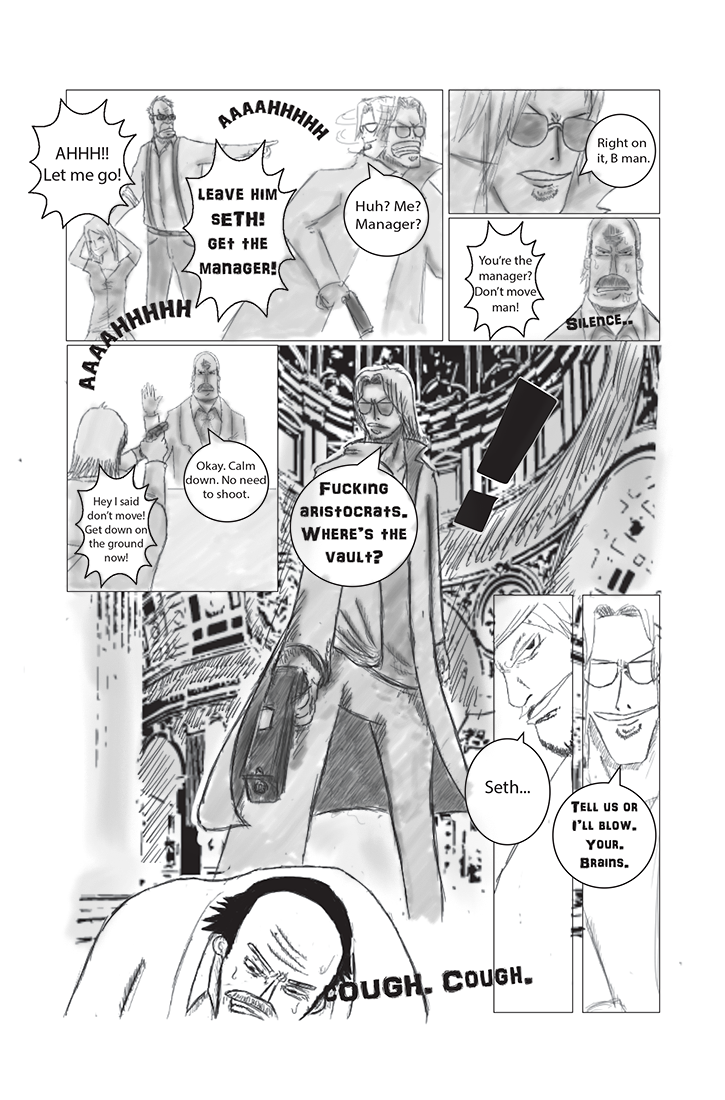 AHHH!!
Let me go!
AAAAHHHHH
LEAVE HIM
SETH!
GET THE
MANAGER!
Huh? Me?
Manager?
Right on
it, B man.
You're the
manager?
Don't move
man!
SILENCE..
AAAAHHHHHH
Okay. Calm
down. No need
to shoot.
Hey I said
don't move!
Get down on
the ground
now!
FUCKING
ARISTOCRATS.
WHERE'S THE
VAULT?
!
Seth...
TELL US OR
I'LL BLOW.
YOUR.
BRAINS.
COUGH. COUGH.